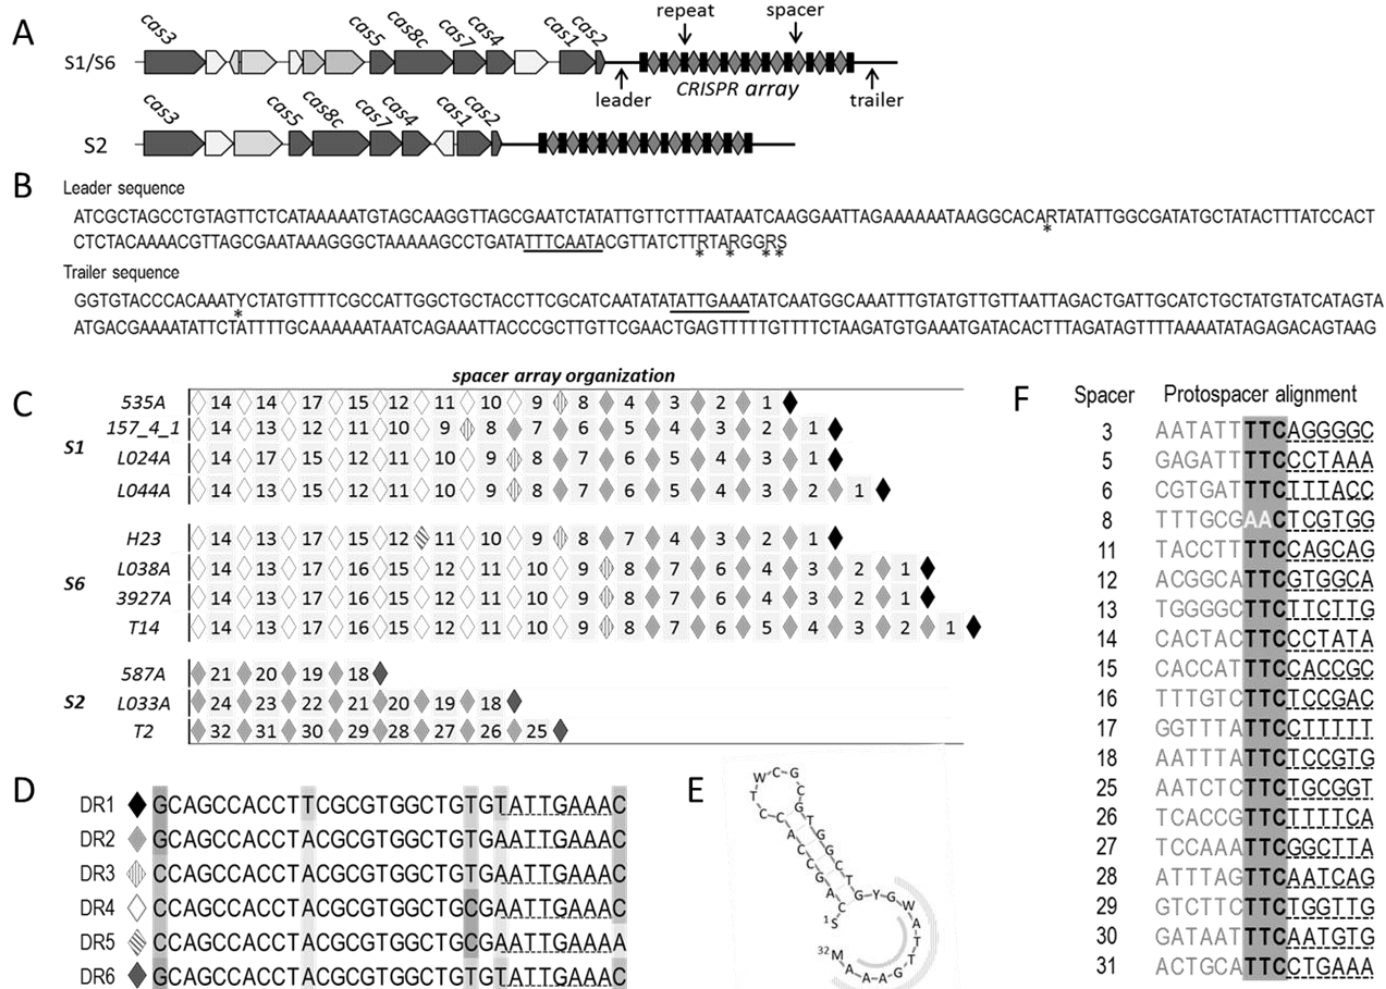 A
cas3 cas5 cas8c cas7 cas4 cas1 cas2 repeat spacer
S1/S6
leader CRISPR array trailer
cas3 cas5 cas8c cas7 cas4 cas1 cas2
S2
B
Leader sequence
ATCGCTAGCCTGTAGTTCTCATAAAAATGTAGCAAGGTTAGCGAATCTATATTGTTCTTTAATAATCAAGGAATTAGAAAAAATAAGGCACARTATATTGGCGATATGCTATACTTTATCCACT
*
CTCTACAAAACGTTAGCGAATAAAGGGCTAAAAAGCCTGATATTTCAATACGTTATCTTRTARGGRS
* * **
Trailer sequence
GGTGTACCCACAAATYCTATGTTTTCGCCATTGGCTGCTACCTTCGCATCAATATATATTGAAATATCAATGGCAAATTTGTATGTTGTTAATTAGACTGATTGCATCTGCTATGTATCATAGTA
*
ATGACGAAAATATTCTATTTTGCAAAAAAATAATCAGAAATTACCCGCTTGTTCGAACTGAGTTTTTGTTTTCTAAGATGTGAAATGATACACTTTAGATAGTTTTAAAATATAGAGACAGTAAG
C
spacer array organization
S1
535A 14 14 17 15 12 11 10 9 8 4 3 2 1
157_4_1 14 13 12 11 10 9 8 7 6 5 4 3 2 1
L024A 14 17 15 12 11 10 9 8 7 6 5 4 3 1
L044A 14 13 15 12 11 10 9 8 7 6 5 4 3 2 1
S6
H23 14 13 17 15 12 11 10 9 8 7 4 3 2 1
L038A 14 13 17 16 15 12 11 10 9 8 7 6 4 3 2 1
3927A 14 13 17 16 15 12 11 10 9 8 7 6 4 3 2 1
T14 14 13 17 16 15 12 11 10 9 8 7 6 5 4 3 2 1
S2
587A 21 20 19 18
L033A 24 23 22 21 20 19 18
T2 32 31 30 29 28 27 26 25
D
DR1 GCAGCCACCTTCGCGTGGCTGTGTATTGAAAC
DR2 GCAGCCACCTACGCGTGGCTGTGAATTGAAAC
DR3 CCAGCCACCTACGCGTGGCTGTGAATTGAAAC
DR4 CCAGCCACCTACGCGTGGCTGCGAATTGAAAC
DR5 CCAGCCACCTACGCGTGGCTGCGAATTGAAAA
DR6 GCAGCCACCTACGCGTGGCTGTGTATTGAAAC
E
1 S C A G C C A C C T W C G C G T G G C T G Y G W A T T G A A A M 32
F
Spacer Protospacer alignment
3 AATATTTTCAGGGGC
5 GAGATTTTCCCTAAA
6 CGTGATTTCTTTACC
8 TTTGCGAACTCGTGG
11 TACCTTTTCCAGCAG
12 ACGGCATTCGTGGCA
13 TGGGGCTTCTTCTTG
14 CACTACTTCCCTATA
15 CACCATTTCCACCGC
16 TTTGTCTTCTCCGAC
17 GGTTTATTCCTTTTT
18 AATTTATTCTCCGTG
25 AATCTCTTCTGCGGT
26 TCACCGTTCTTTTCA
27 TCCAAATTCGGCTTA
28 ATTTAGTTCAATCAG
29 GTCTTCTTCTGGTTG
30 GATAATTTCAATGTG
31 ACTGCATTCCTGAAA